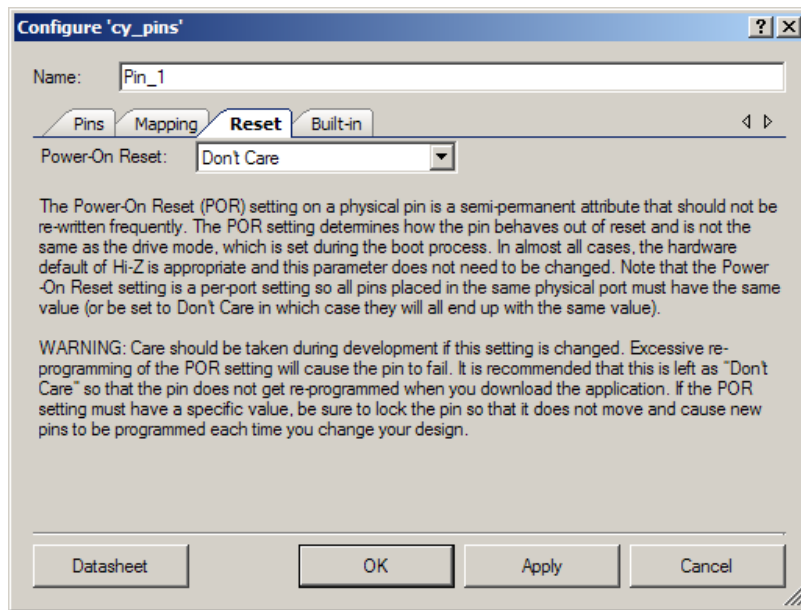 Configure 'cy_pins'
Name: Pin_1
Pins Mapping Reset Built-in
Power-On Reset: Don't Care
The Power-On Reset (POR) setting on a physical pin is a semi-permanent attribute that should not be
re-written frequently. The POR setting determines how the pin behaves out of reset and is not the
same as the drive mode, which is set during the boot process. In almost all cases, the hardware
default of Hi-Z is appropriate and this parameter does not need to be changed. Note that the Power
-On Reset setting is a per-port setting so all pins placed in the same physical port must have the same
value (or be set to Don't Care in which case they will all end up with the same value).
WARNING: Care should be taken during development if this setting is changed. Excessive re-
programming of the POR setting will cause the pin to fail. It is recommended that this is left as "Don't
Care" so that the pin does not get re-programmed when you download the application. If the POR
setting must have a specific value, be sure to lock the pin so that it does not move and cause new
pins to be programmed each time you change your design.
Datasheet OK Apply Cancel